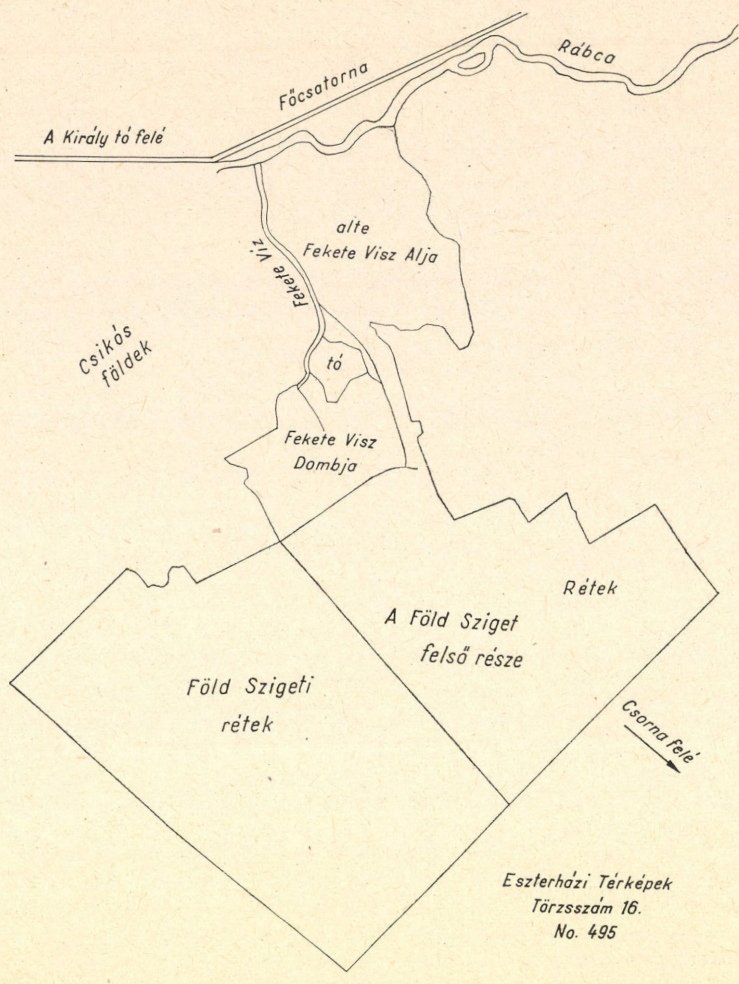 Rábca
Főcsatorna
A Király tó felé
alte
Fekete Visz Alja
Fekete Viz
Csikós
földek
tó
Fekete Visz
Dombja
Rétek
A Föld Sziget
felső része
Föld Szigeti
rétek
Csorna felé
Eszterházi Térképek
Törzsszám 16.
No. 495